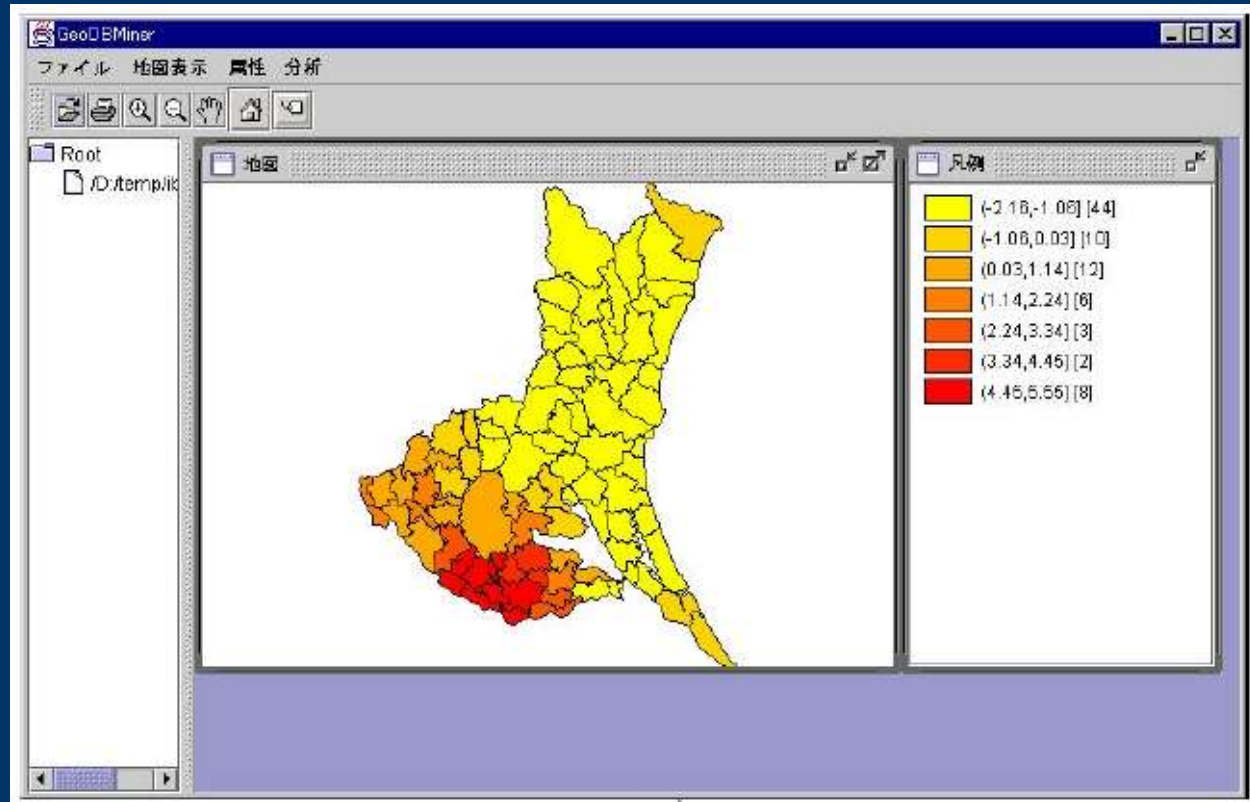 GeoDBMiner
ファイル 地図表示 属性 分析
Root
/D:/temp/ib
地図
凡例
(-2.16,-1.06] [44]
(-1.06,0.03] [10]
(0.03,1.14] [12]
(1.14,2.24] [6]
(2.24,3.34] [3]
(3.34,4.45] [2]
(4.45,5.55] [8]